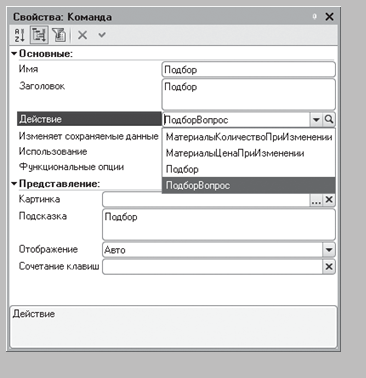 Свойства: Команда
Основные:
Имя
Подбор
Заголовок
Подбор
Действие
ПодборВопрос
МатериалыКоличествоПриИзменении
МатериалыЦенаПриИзменении
Подбор
ПодборВопрос
Изменяет сохраняемые данные
Использование
Функциональные опции
Представление:
Картинка
...
Подсказка
Подбор
Отображение
Авто
Сочетание клавиш
Действие